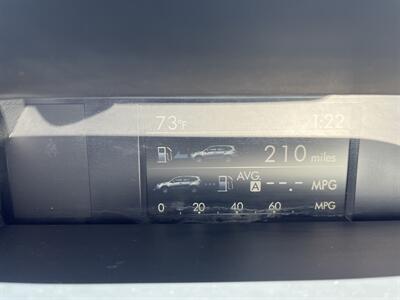 73°F 1:22
210 miles
AVG. A --.- MPG
0 20 40 60 MPG